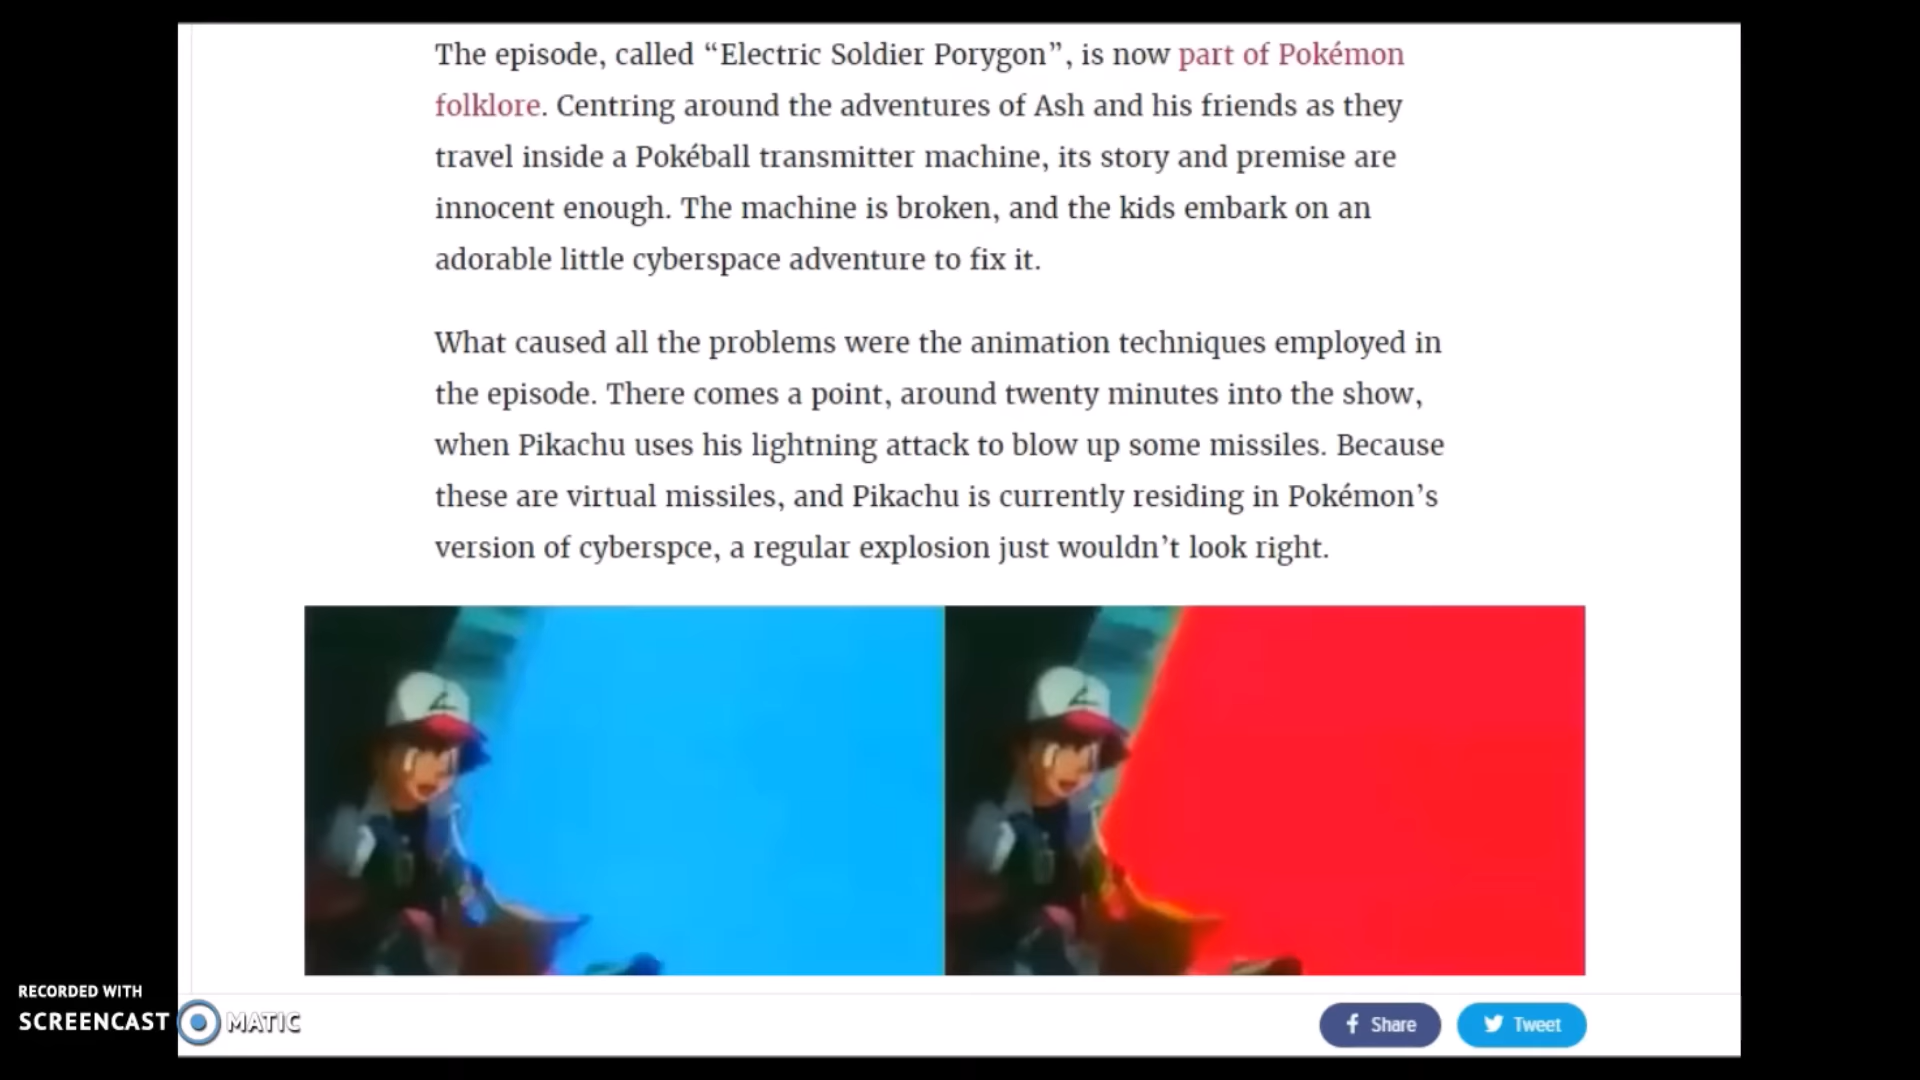 The episode, called “Electric Soldier Porygon”, is now part of Pokémon
folklore. Centring around the adventures of Ash and his friends as they
travel inside a Pokéball transmitter machine, its story and premise are
innocent enough. The machine is broken, and the kids embark on an
adorable little cyberspace adventure to fix it.
What caused all the problems were the animation techniques employed in
the episode. There comes a point, around twenty minutes into the show,
when Pikachu uses his lightning attack to blow up some missiles. Because
these are virtual missiles, and Pikachu is currently residing in Pokémon’s
version of cyberspce, a regular explosion just wouldn’t look right.
RECORDED WITH
SCREENCAST MATIC
Share
Tweet